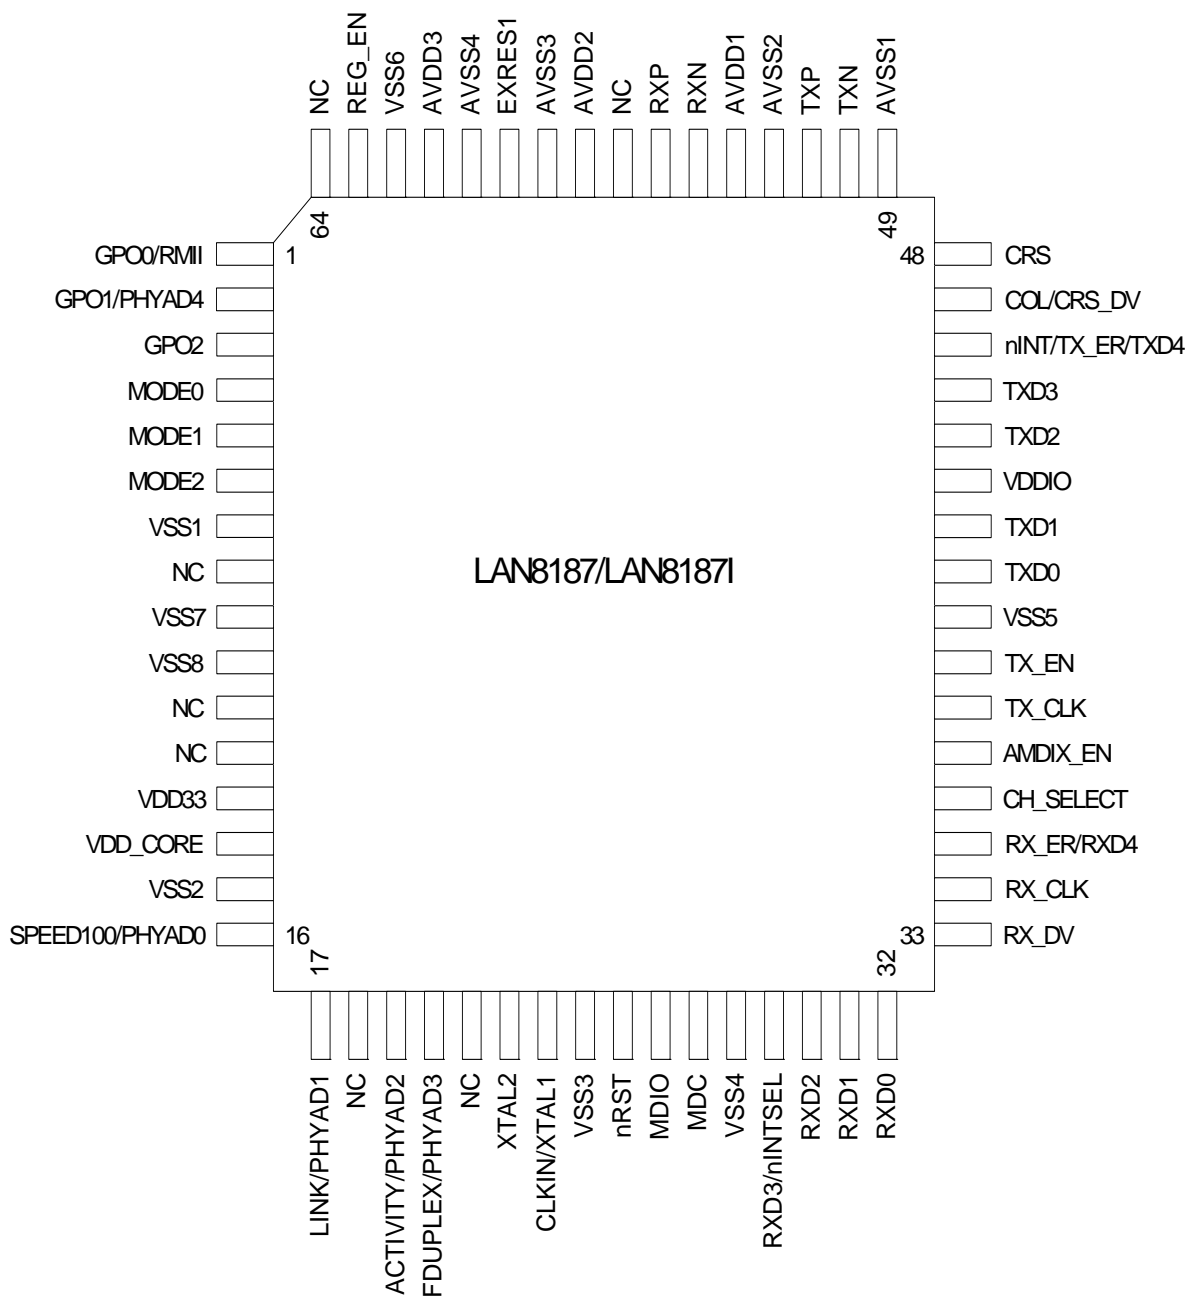 NC
REG_EN
VSS6
AVDD3
AVSS4
EXRES1
AVSS3
AVDD2
NC
RXP
RXN
AVDD1
AVSS2
TXP
TXN
AVSS1
64
49
GPO0/RMII
1
48
CRS
GPO1/PHYAD4
COL/CRS_DV
GPO2
nINT/TX_ER/TXD4
MODE0
TXD3
MODE1
TXD2
MODE2
VDDIO
VSS1
TXD1
NC
LAN8187/LAN8187I
TXD0
VSS7
VSS5
VSS8
TX_EN
NC
TX_CLK
NC
AMDIX_EN
VDD33
CH_SELECT
VDD_CORE
RX_ER/RXD4
VSS2
RX_CLK
SPEED100/PHYAD0
16
33
RX_DV
17
32
LINK/PHYAD1
NC
ACTIVITY/PHYAD2
FDUPLEX/PHYAD3
NC
XTAL2
CLKIN/XTAL1
VSS3
nRST
MDIO
MDC
VSS4
RXD3/nINTSEL
RXD2
RXD1
RXD0